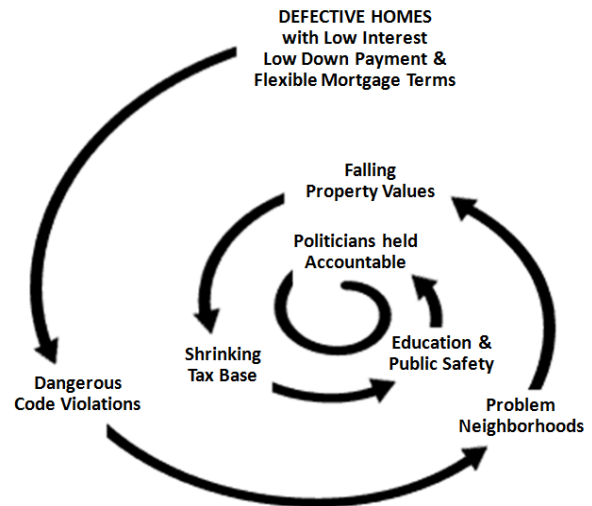 DEFECTIVE HOMES
with Low Interest
Low Down Payment &
Flexible Mortgage Terms
Dangerous
Code Violations
Problem
Neighborhoods
Falling
Property Values
Shrinking
Tax Base
Education &
Public Safety
Politicians held
Accountable